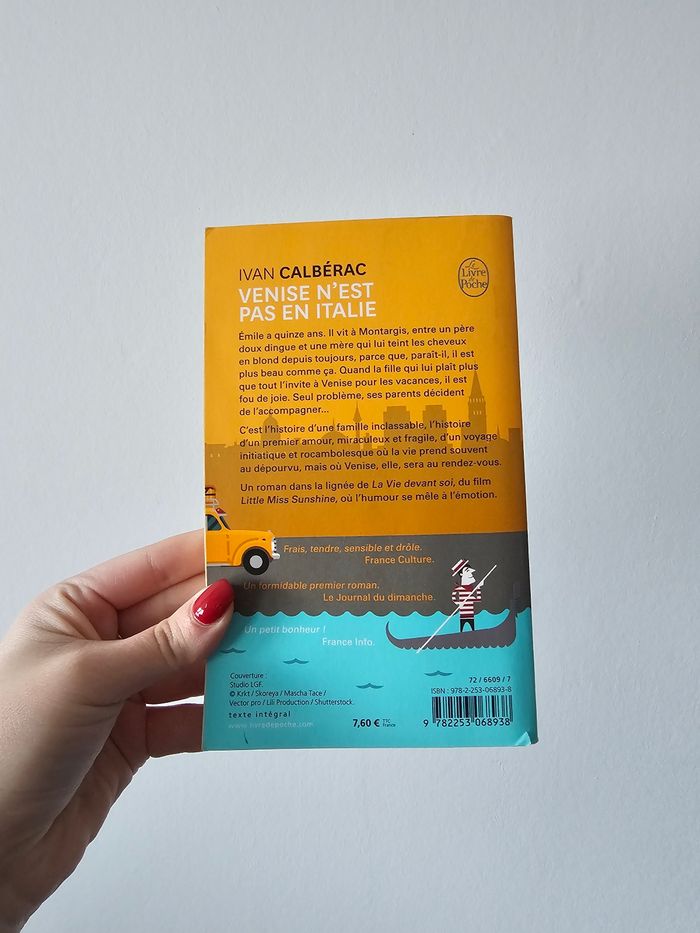 IVAN CALBÉRAC
VENISE N'EST
PAS EN ITALIE
Le
Livre
de
Poche
Émile a quinze ans. Il vit à Montargis, entre un père
doux dingue et une mère qui lui teint les cheveux
en blond depuis toujours, parce que, paraît-il, il est
plus beau comme ça. Quand la fille qui lui plaît plus
que tout l'invite à Venise pour les vacances, il est
fou de joie. Seul problème, ses parents décident
de l'accompagner...
C'est l'histoire d'une famille inclassable, l'histoire
d'un premier amour, miraculeux et fragile, d'un voyage
initiatique et rocambolesque où la vie prend souvent
au dépourvu, mais où Venise, elle, sera au rendez-vous.
Un roman dans la lignée de La Vie devant soi, du film
Little Miss Sunshine, où l'humour se mêle à l'émotion.
Frais, tendre, sensible et drôle.
France Culture.
Un formidable premier roman.
Le Journal du dimanche.
Un petit bonheur !
France Info.
Couverture :
Studio LGF.
© Krkt / Skoreya / Mascha Tace /
Vector pro / Lili Production / Shutterstock.
texte intégral
www.livredepoche.com
7,60 € TTC
France
72 / 6609 / 7
ISBN : 978-2-253-06893-8
9 782253 068938